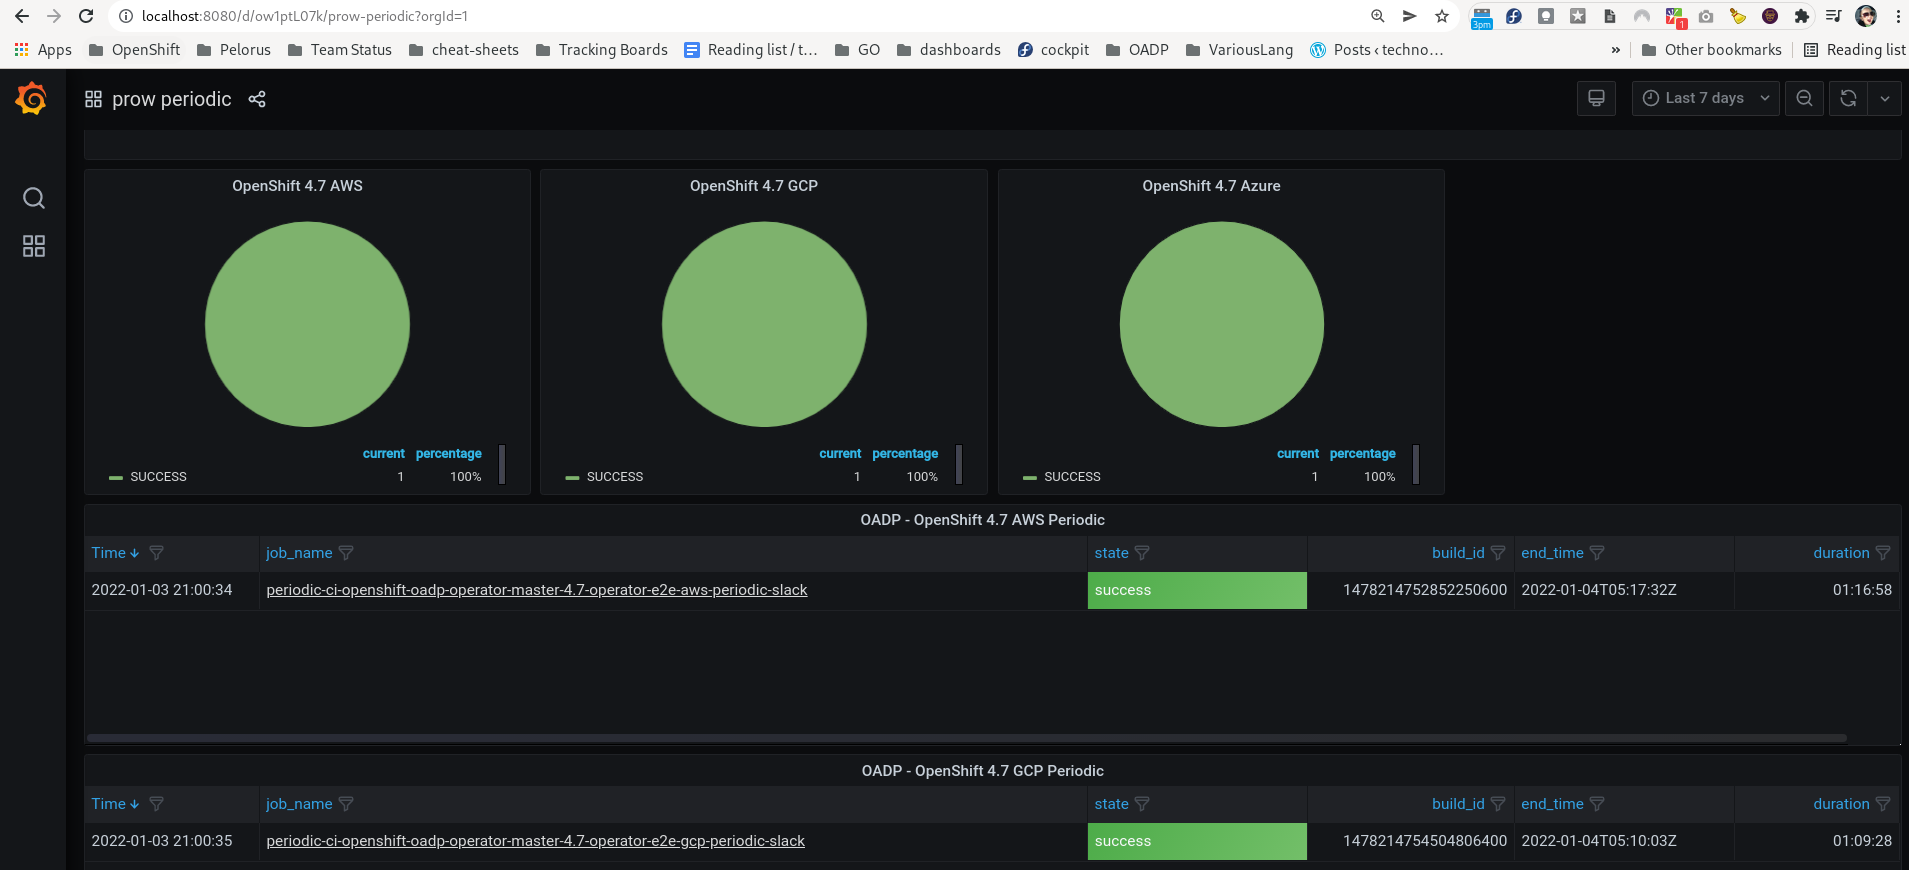 localhost:8080/d/ow1ptL07k/prow-periodic?orgId=1
3pm
1
Apps OpenShift Pelorus Team Status cheat-sheets Tracking Boards Reading list / t… GO dashboards cockpit OADP VariousLang Posts ‹ techno… » Other bookmarks Reading list
prow periodic Last 7 days
OpenShift 4.7 AWS OpenShift 4.7 GCP OpenShift 4.7 Azure
current percentage current percentage current percentage
SUCCESS 1 100% SUCCESS 1 100% SUCCESS 1 100%
OADP - OpenShift 4.7 AWS Periodic
Time job_name state build_id end_time duration
2022-01-03 21:00:34 periodic-ci-openshift-oadp-operator-master-4.7-operator-e2e-aws-periodic-slack success 1478214752852250600 2022-01-04T05:17:32Z 01:16:58
OADP - OpenShift 4.7 GCP Periodic
Time job_name state build_id end_time duration
2022-01-03 21:00:35 periodic-ci-openshift-oadp-operator-master-4.7-operator-e2e-gcp-periodic-slack success 1478214754504806400 2022-01-04T05:10:03Z 01:09:28